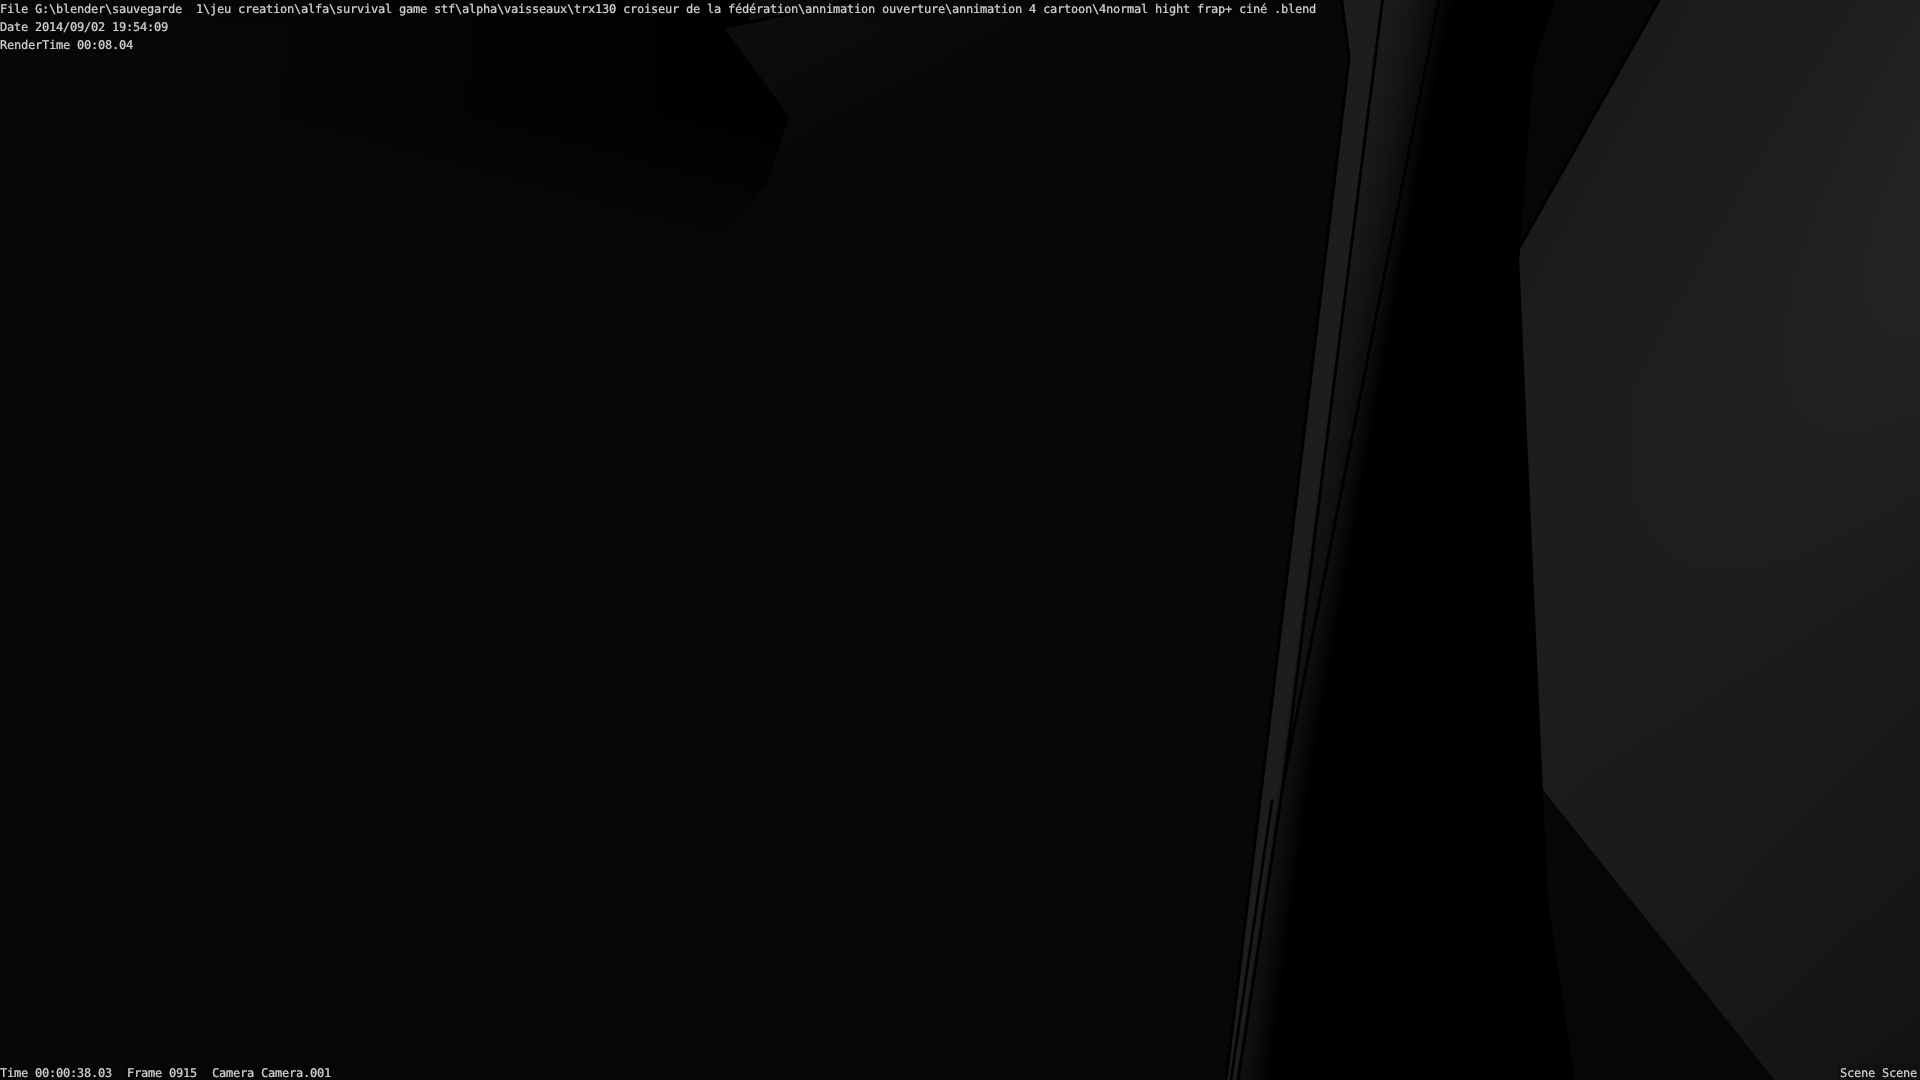 File G:\blender\sauvegarde  1\jeu creation\alfa\survival game stf\alpha\vaisseaux\trx130 croiseur de la fédération\annimation ouverture\annimation 4 cartoon\4normal hight frap+ ciné .blend
Date 2014/09/02 19:54:09
RenderTime 00:08.04
Time 00:00:38.03  Frame 0915  Camera Camera.001
Scene Scene